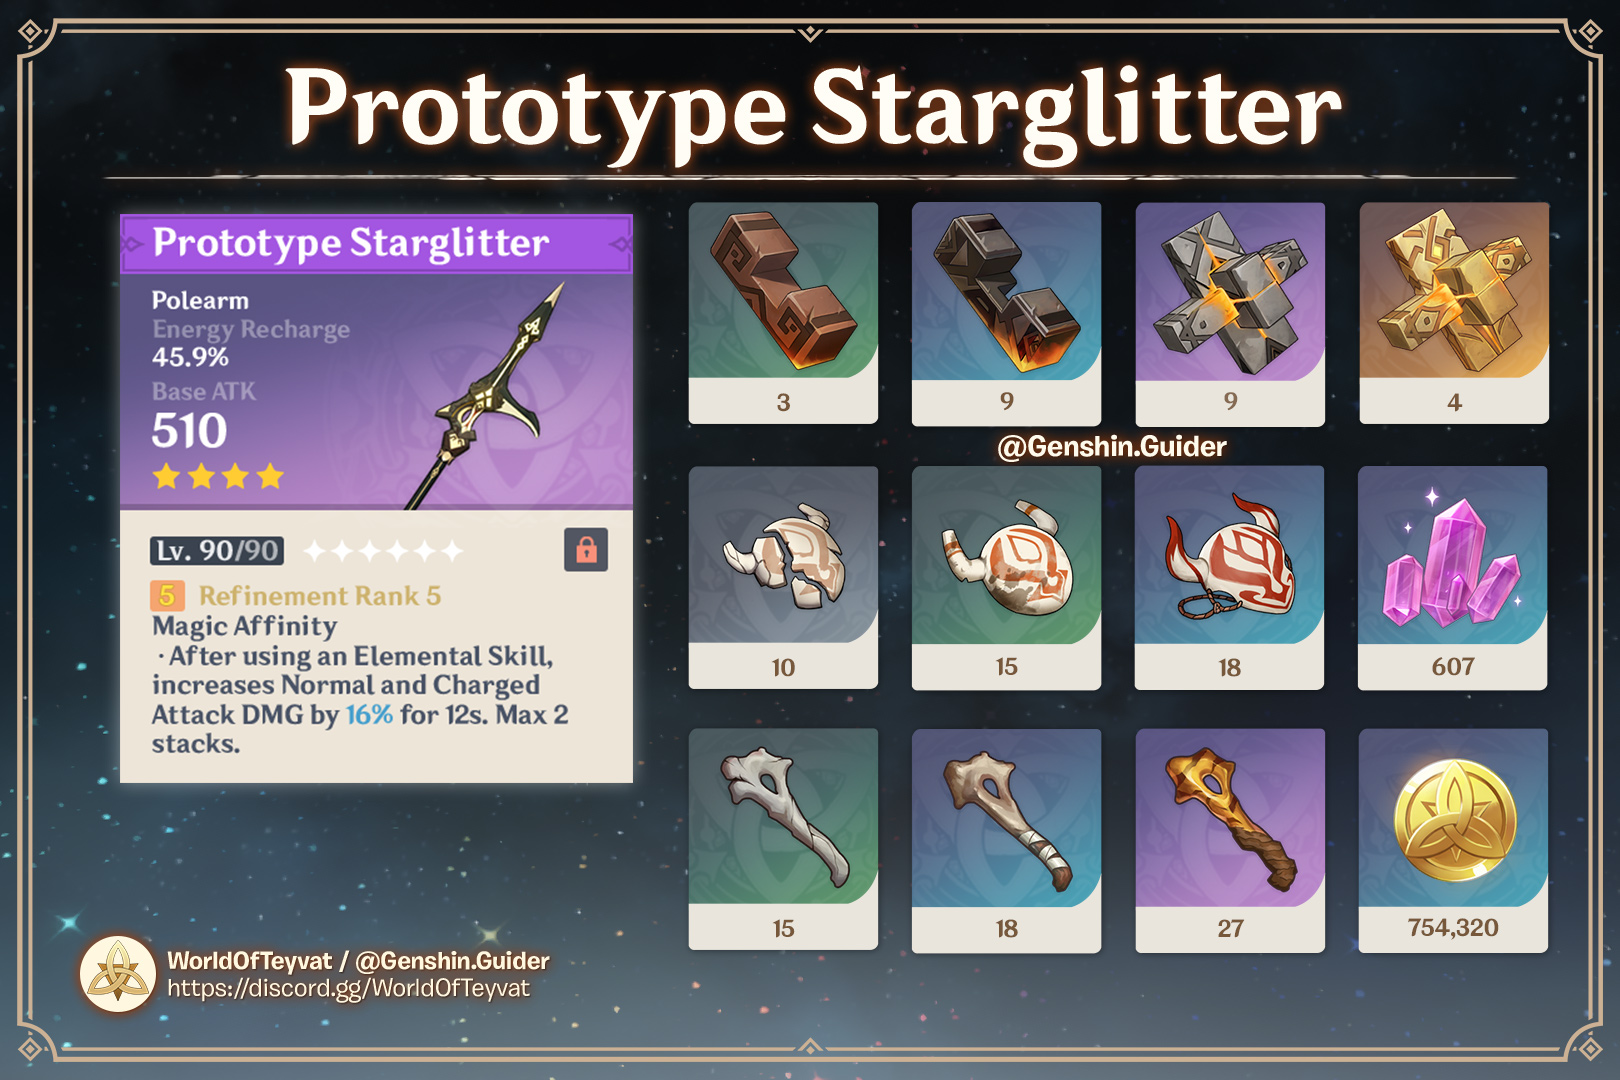 Prototype Starglitter
Prototype Starglitter
Polearm
Energy Recharge
45.9%
Base ATK
510
Lv. 90/90
5 Refinement Rank 5
Magic Affinity
· After using an Elemental Skill,
increases Normal and Charged
Attack DMG by 16% for 12s. Max 2
stacks.
3
9
9
4
@Genshin.Guider
10
15
18
607
15
18
27
754,320
WorldOfTeyvat / @Genshin.Guider
https://discord.gg/WorldOfTeyvat